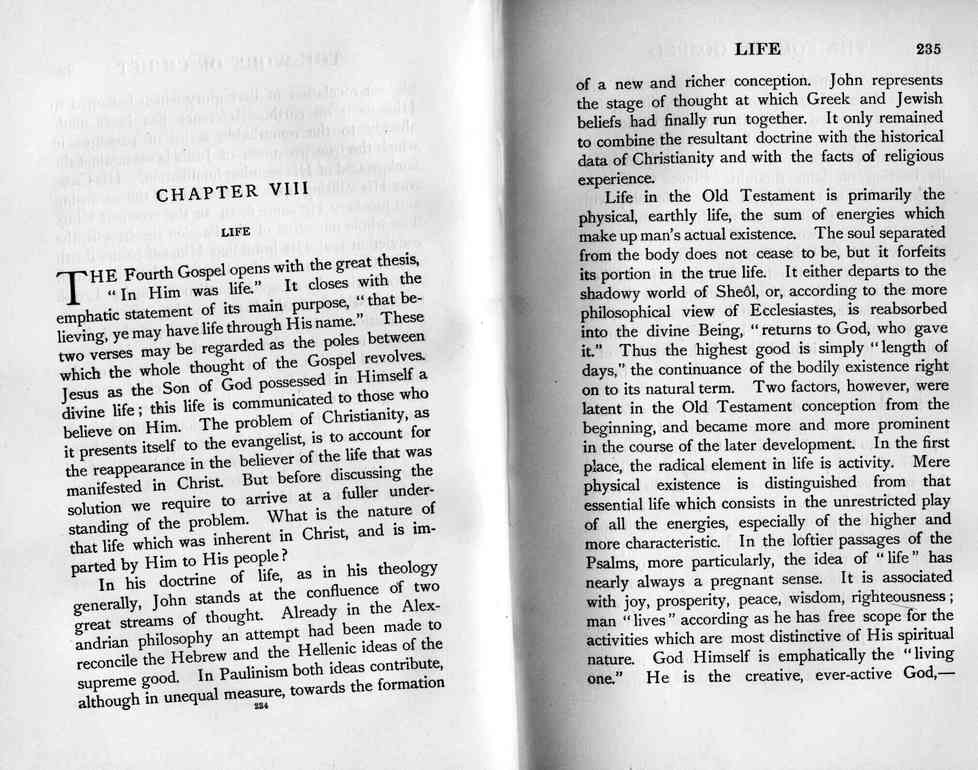 CHAPTER VIII
LIFE
THE Fourth Gospel opens with the great thesis,
"In Him was life." It closes with the
emphatic statement of its main purpose, "that be-
lieving, ye may have life through His name." These
two verses may be regarded as the poles between
which the whole thought of the Gospel revolves.
Jesus as the Son of God possessed in Himself a
divine life; this life is communicated to those who
believe on Him. The problem of Christianity, as
it presents itself to the evangelist, is to account for
the reappearance in the believer of the life that was
manifested in Christ. But before discussing the
solution we require to arrive at a fuller under-
standing of the problem. What is the nature of
that life which was inherent in Christ, and is im-
parted by Him to His people?
In his doctrine of life, as in his theology
generally, John stands at the confluence of two
great streams of thought. Already in the Alex-
andrian philosophy an attempt had been made to
reconcile the Hebrew and the Hellenic ideas of the
supreme good. In Paulinism both ideas contribute,
although in unequal measure, towards the formation
234
LIFE 235
of a new and richer conception. John represents
the stage of thought at which Greek and Jewish
beliefs had finally run together. It only remained
to combine the resultant doctrine with the historical
data of Christianity and with the facts of religious
experience.
Life in the Old Testament is primarily the
physical, earthly life, the sum of energies which
make up man's actual existence. The soul separated
from the body does not cease to be, but it forfeits
its portion in the true life. It either departs to the
shadowy world of Sheôl, or, according to the more
philosophical view of Ecclesiastes, is reabsorbed
into the divine Being, "returns to God, who gave
it." Thus the highest good is simply "length of
days," the continuance of the bodily existence right
on to its natural term. Two factors, however, were
latent in the Old Testament conception from the
beginning, and became more and more prominent
in the course of the later development. In the first
place, the radical element in life is activity. Mere
physical existence is distinguished from that
essential life which consists in the unrestricted play
of all the energies, especially of the higher and
more characteristic. In the loftier passages of the
Psalms, more particularly, the idea of "life" has
nearly always a pregnant sense. It is associated
with joy, prosperity, peace, wisdom, righteousness;
man "lives" according as he has free scope for the
activities which are most distinctive of His spiritual
nature. God Himself is emphatically the "living
one." He is the creative, ever-active God,—